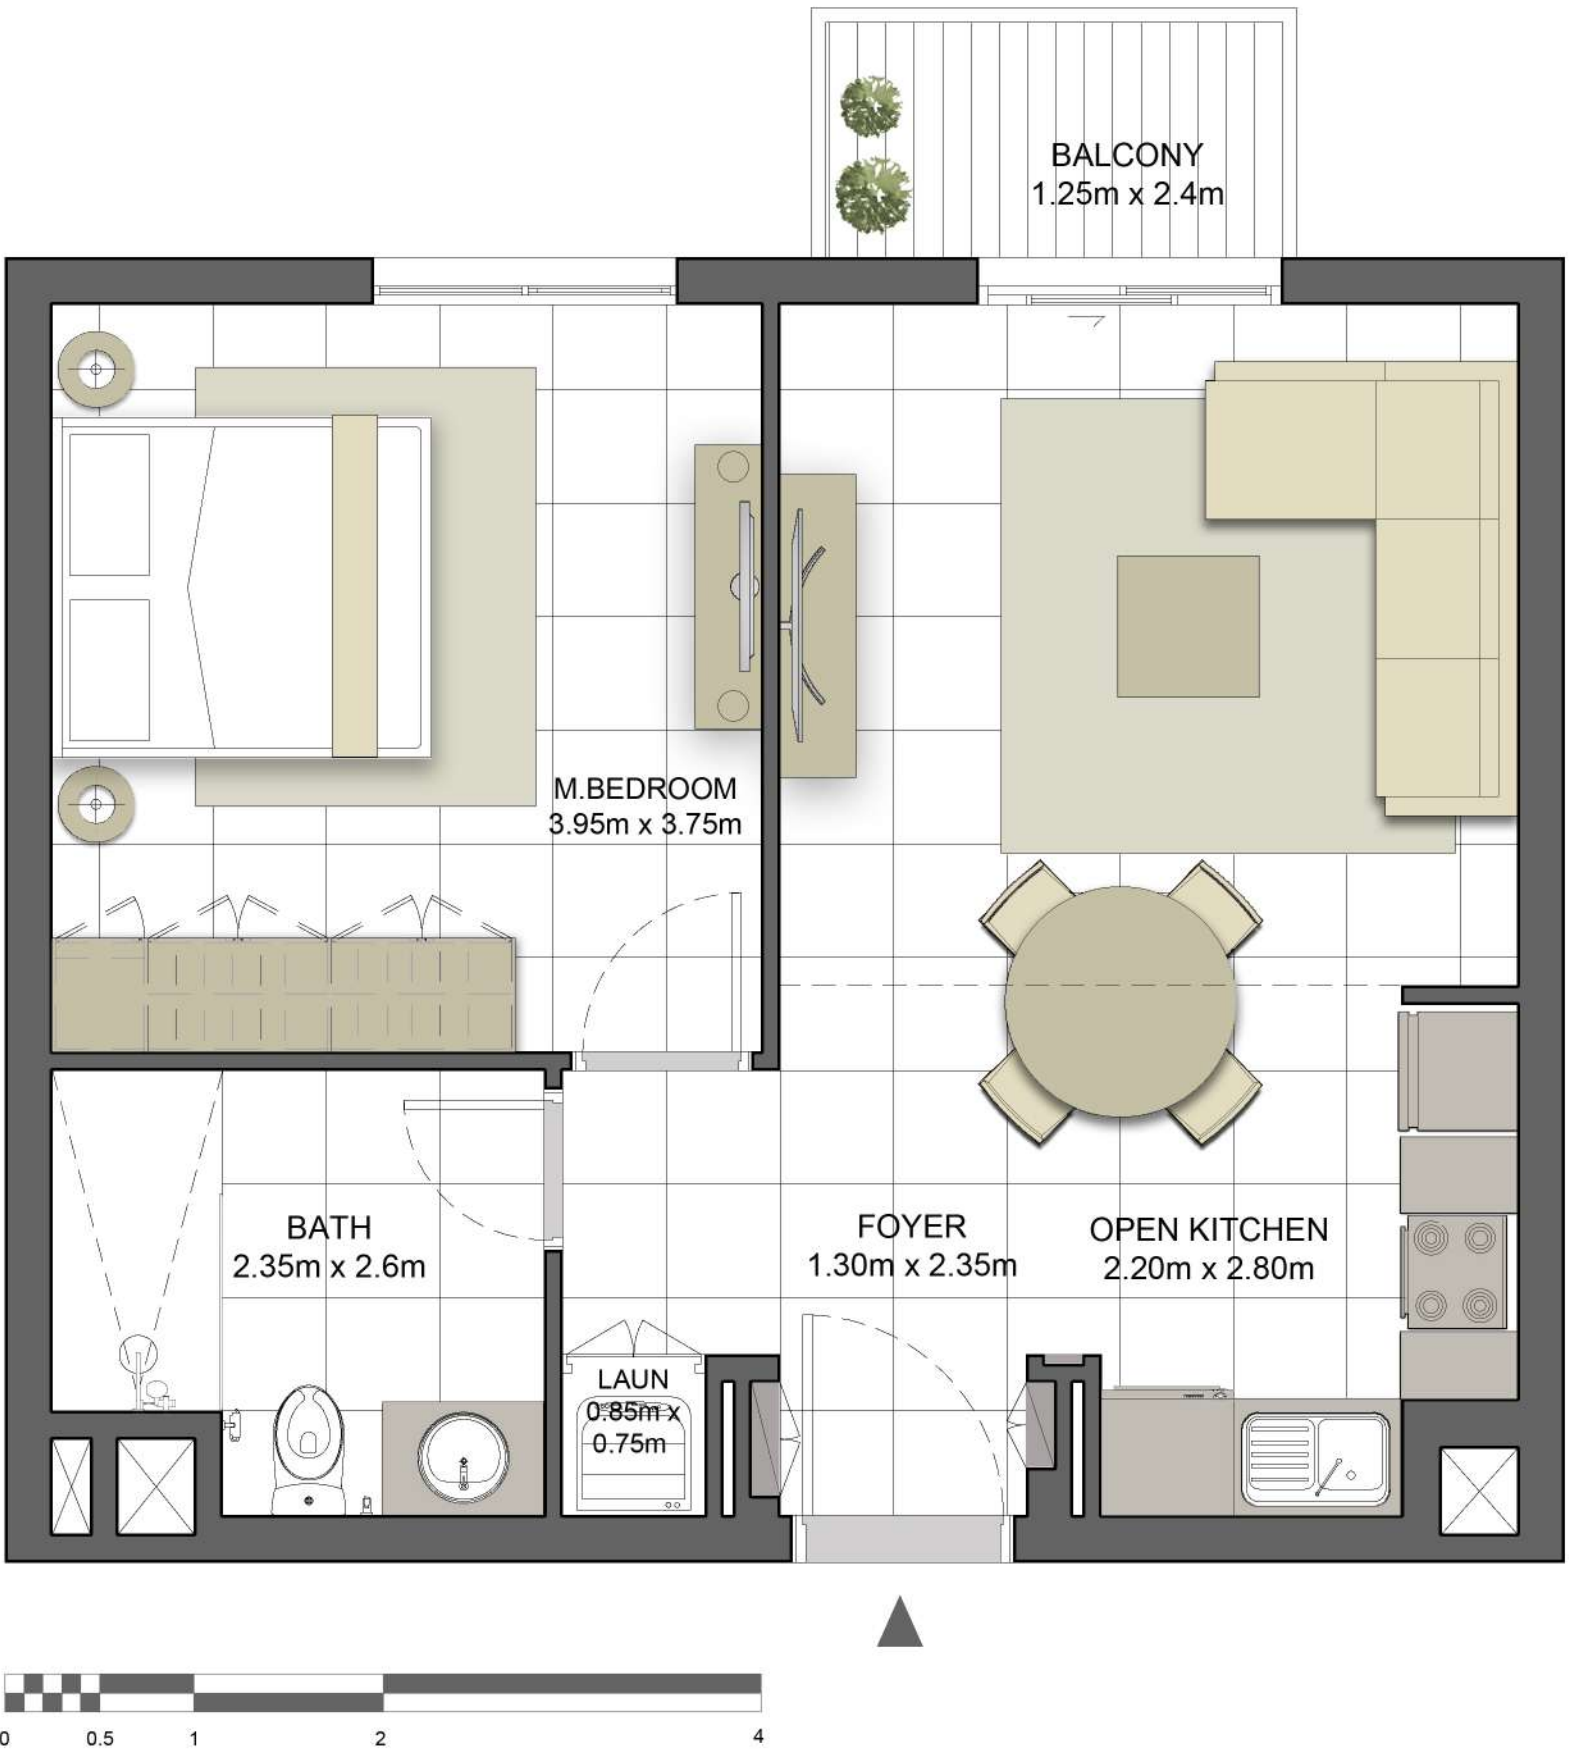 BALCONY
1.25m x 2.4m
M.BEDROOM
3.95m x 3.75m
BATH
2.35m x 2.6m
FOYER
1.30m x 2.35m
OPEN KITCHEN
2.20m x 2.80m
LAUN
0.85m x
0.75m
0 0.5 1 2 4